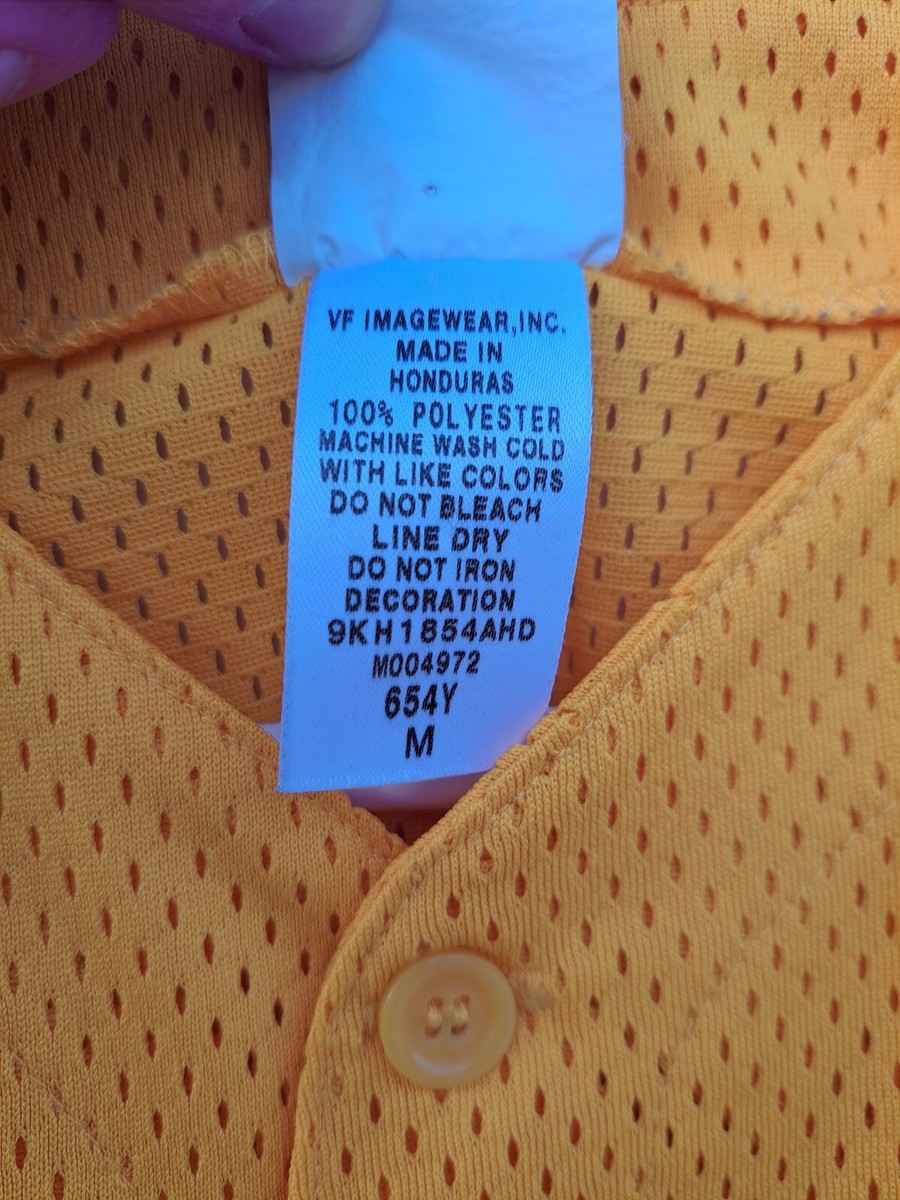 VF IMAGEWEAR,INC.
MADE IN
HONDURAS
100% POLYESTER
MACHINE WASH COLD
WITH LIKE COLORS
DO NOT BLEACH
LINE DRY
DO NOT IRON
DECORATION
9KH1854AHD
M004972
654Y
M